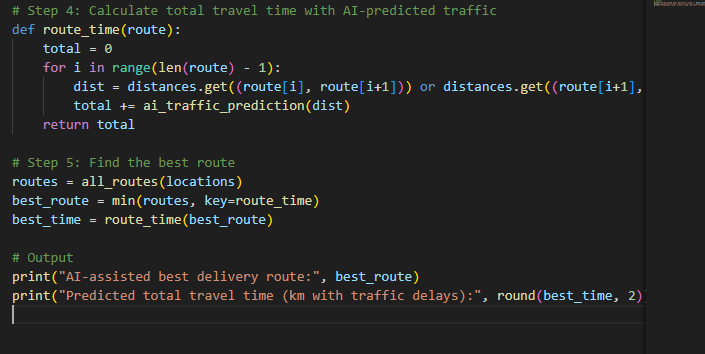 # Step 4: Calculate total travel time with AI-predicted traffic
def route_time(route):
    total = 0
    for i in range(len(route) - 1):
        dist = distances.get((route[i], route[i+1])) or distances.get((route[i+1],
        total += ai_traffic_prediction(dist)
    return total
# Step 5: Find the best route
routes = all_routes(locations)
best_route = min(routes, key=route_time)
best_time = route_time(best_route)
# Output
print("AI-assisted best delivery route:", best_route)
print("Predicted total travel time (km with traffic delays):", round(best_time, 2))